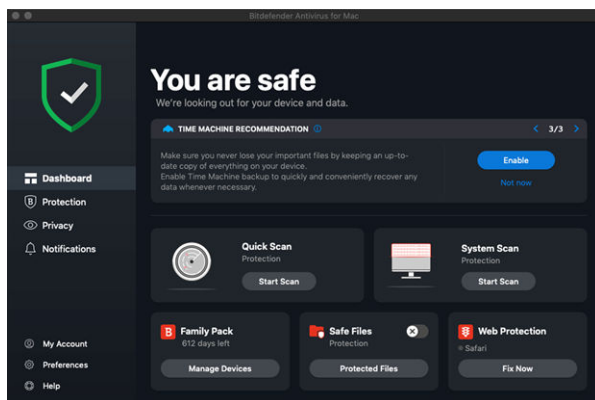 Bitdefender Antivirus for Mac
You are safe
We're looking out for your device and data.
TIME MACHINE RECOMMENDATION
3/3
Make sure you never lose your important files by keeping an up-to-
date copy of everything on your device.
Enable Time Machine backup to quickly and conveniently recover any
data whenever necessary.
Enable
Not now
Dashboard
Protection
Privacy
Notifications
My Account
Preferences
Help
Quick Scan
Protection
Start Scan
System Scan
Protection
Start Scan
B Family Pack
612 days left
Manage Devices
Safe Files
Protection
Protected Files
Web Protection
Safari
Fix Now